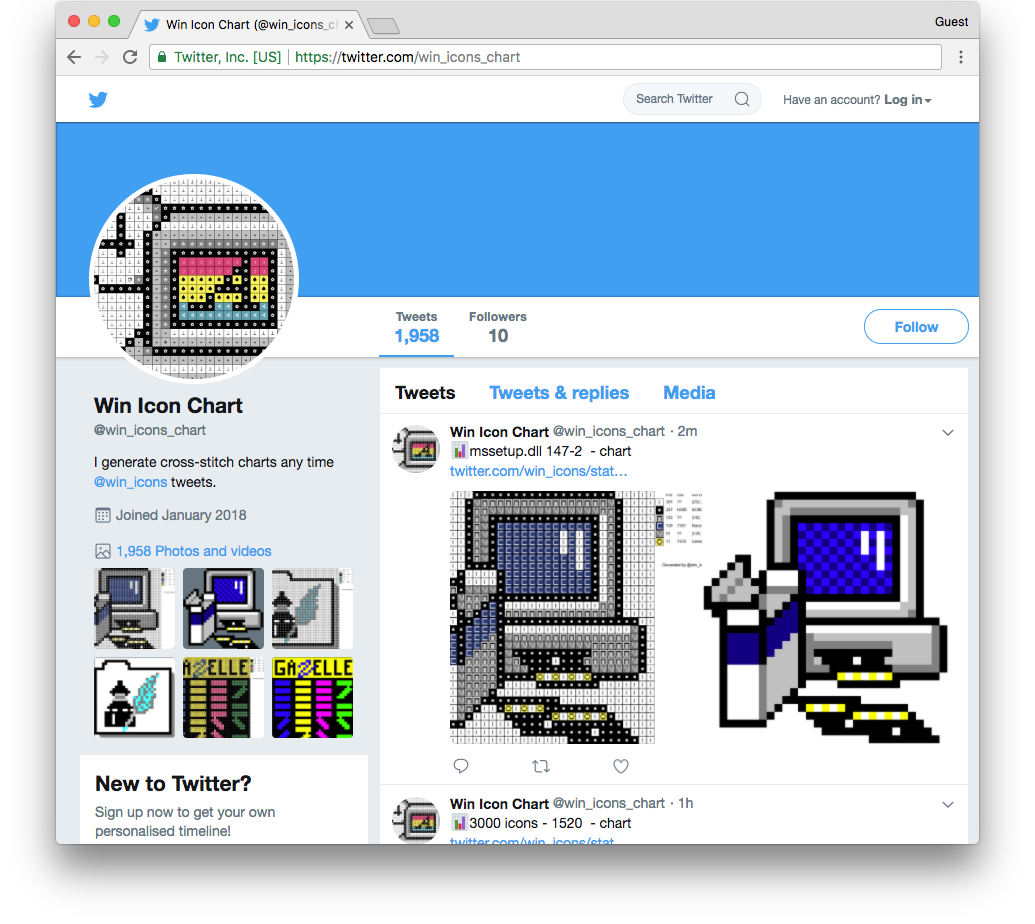 Win Icon Chart (@win_icons_c
Guest
Twitter, Inc. [US] https://twitter.com/win_icons_chart
Search Twitter
Have an account? Log in
Tweets
1,958
Followers
10
Follow
Win Icon Chart
@win_icons_chart
I generate cross-stitch charts any time
@win_icons tweets.
Joined January 2018
1,958 Photos and videos
GAZELLE
New to Twitter?
Sign up now to get your own
personalised timeline!
Tweets Tweets & replies Media
Win Icon Chart @win_icons_chart · 2m
mssetup.dll 147-2 - chart
twitter.com/win_icons/stat…
Win Icon Chart @win_icons_chart · 1h
3000 icons - 1520 - chart
twitter.com/win_icons/stat